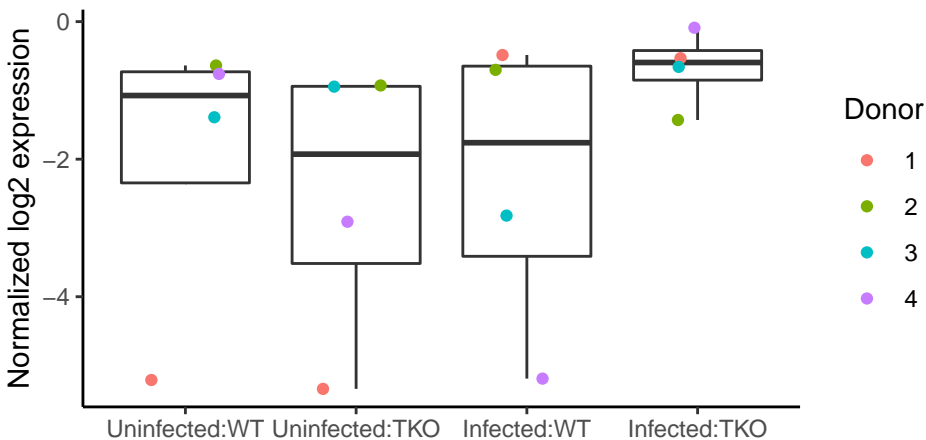 Normalized log2 expression
0
−2
−4
Uninfected:WT
Uninfected:TKO
Infected:WT
Infected:TKO
Donor
1
2
3
4